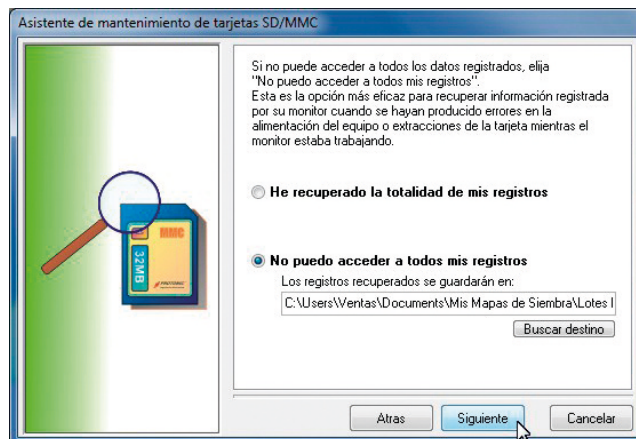 Asistente de mantenimiento de tarjetas SD/MMC
Si no puede acceder a todos los datos registrados, elija
"No puedo acceder a todos mis registros".
Esta es la opción más eficaz para recuperar información registrada
por su monitor cuando se hayan producido errores en la
alimentación del equipo o extracciones de la tarjeta mientras el
monitor estaba trabajando.
MMC
32MB
He recuperado la totalidad de mis registros
No puedo acceder a todos mis registros
Los registros recuperados se guardarán en:
C:\Users\Ventas\Documents\Mis Mapas de Siembra\Lotes
Buscar destino
Atras
Siguiente
Cancelar